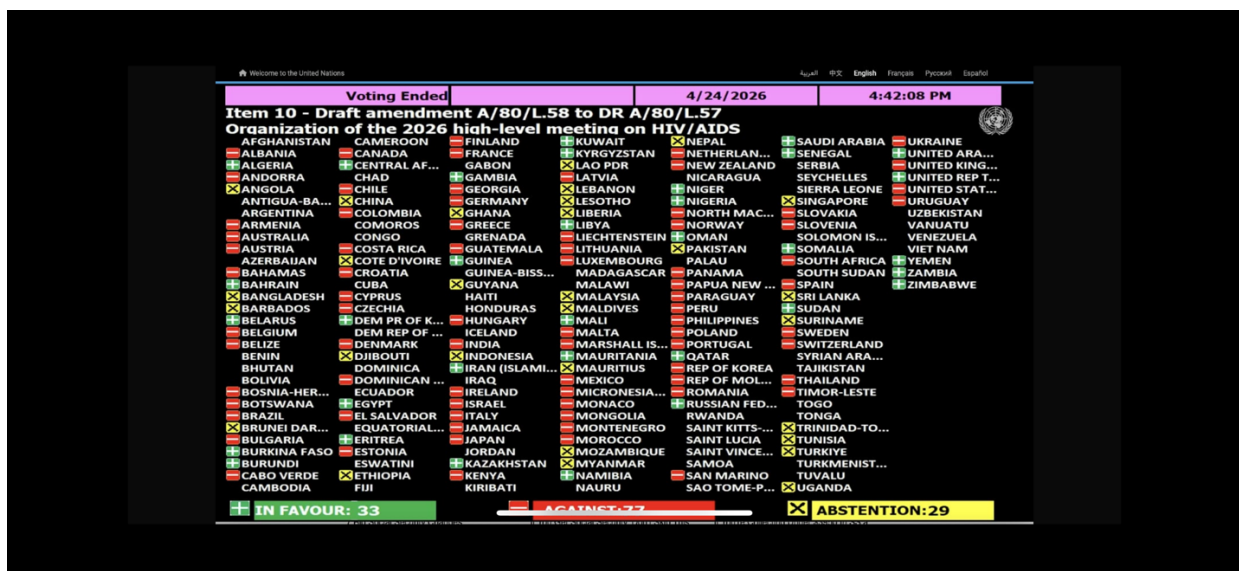 Welcome to the United Nations
العربية 中文 English Français Русский Español
Voting Ended 4/24/2026 4:42:08 PM
Item 10 - Draft amendment A/80/L.58 to DR A/80/L.57
Organization of the 2026 high-level meeting on HIV/AIDS
AFGHANISTAN
ALBANIA
ALGERIA
ANDORRA
ANGOLA
ANTIGUA-BA...
ARGENTINA
ARMENIA
AUSTRALIA
AUSTRIA
AZERBAIJAN
BAHAMAS
BAHRAIN
BANGLADESH
BARBADOS
BELARUS
BELGIUM
BELIZE
BENIN
BHUTAN
BOLIVIA
BOSNIA-HER...
BOTSWANA
BRAZIL
BRUNEI DAR...
BULGARIA
BURKINA FASO
BURUNDI
CABO VERDE
CAMBODIA
CAMEROON
CANADA
CENTRAL AF...
CHAD
CHILE
CHINA
COLOMBIA
COMOROS
CONGO
COSTA RICA
COTE D'IVOIRE
CROATIA
CUBA
CYPRUS
CZECHIA
DEM PR OF K...
DEM REP OF ...
DENMARK
DJIBOUTI
DOMINICA
DOMINICAN ...
ECUADOR
EGYPT
EL SALVADOR
EQUATORIAL...
ERITREA
ESTONIA
ESWATINI
ETHIOPIA
FIJI
FINLAND
FRANCE
GABON
GAMBIA
GEORGIA
GERMANY
GHANA
GREECE
GRENADA
GUATEMALA
GUINEA
GUINEA-BISS...
GUYANA
HAITI
HONDURAS
HUNGARY
ICELAND
INDIA
INDONESIA
IRAN (ISLAMI...
IRAQ
IRELAND
ISRAEL
ITALY
JAMAICA
JAPAN
JORDAN
KAZAKHSTAN
KENYA
KIRIBATI
KUWAIT
KYRGYZSTAN
LAO PDR
LATVIA
LEBANON
LESOTHO
LIBERIA
LIBYA
LIECHTENSTEIN
LITHUANIA
LUXEMBOURG
MADAGASCAR
MALAWI
MALAYSIA
MALDIVES
MALI
MALTA
MARSHALL IS...
MAURITANIA
MAURITIUS
MEXICO
MICRONESIA...
MONACO
MONGOLIA
MONTENEGRO
MOROCCO
MOZAMBIQUE
MYANMAR
NAMIBIA
NAURU
NEPAL
NETHERLAN...
NEW ZEALAND
NICARAGUA
NIGER
NIGERIA
NORTH MAC...
NORWAY
OMAN
PAKISTAN
PALAU
PANAMA
PAPUA NEW ...
PARAGUAY
PERU
PHILIPPINES
POLAND
PORTUGAL
QATAR
REP OF KOREA
REP OF MOL...
ROMANIA
RUSSIAN FED...
RWANDA
SAINT KITTS-...
SAINT LUCIA
SAINT VINCE...
SAMOA
SAN MARINO
SAO TOME-P...
SAUDI ARABIA
SENEGAL
SERBIA
SEYCHELLES
SIERRA LEONE
SINGAPORE
SLOVAKIA
SLOVENIA
SOLOMON IS...
SOMALIA
SOUTH AFRICA
SOUTH SUDAN
SPAIN
SRI LANKA
SUDAN
SURINAME
SWEDEN
SWITZERLAND
SYRIAN ARA...
TAJIKISTAN
THAILAND
TIMOR-LESTE
TOGO
TONGA
TRINIDAD-TO...
TUNISIA
TURKIYE
TURKMENIST...
TUVALU
UGANDA
UKRAINE
UNITED ARA...
UNITED KING...
UNITED REP T...
UNITED STAT...
URUGUAY
UZBEKISTAN
VANUATU
VENEZUELA
VIET NAM
YEMEN
ZAMBIA
ZIMBABWE
IN FAVOUR: 33 AGAINST:77 ABSTENTION:29